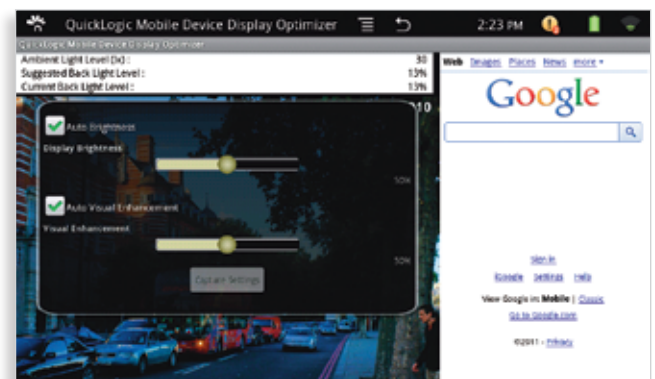 QuickLogic Mobile Device Display Optimizer
2:23 PM
QuickLogic Mobile Device Display Optimizer
Ambient Light Level (lx) : 30
Suggested Back Light Level : 13%
Current Back Light Level : 13%
Auto Brightness
Display Brightness
50%
Auto Visual Enhancement
Visual Enhancement
50%
Capture Settings
Web Images Places News more
Google
Sign in
iGoogle Settings Help
View Google in: Mobile | Classic
Go to Google.com
©2011 - Privacy